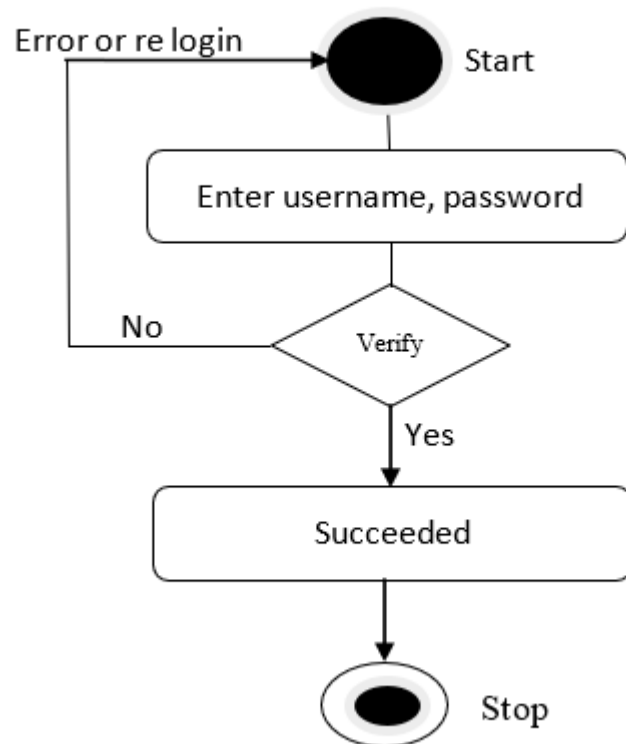 Error or re login
Start
Enter username, password
Verify
No
Yes
Succeeded
Stop